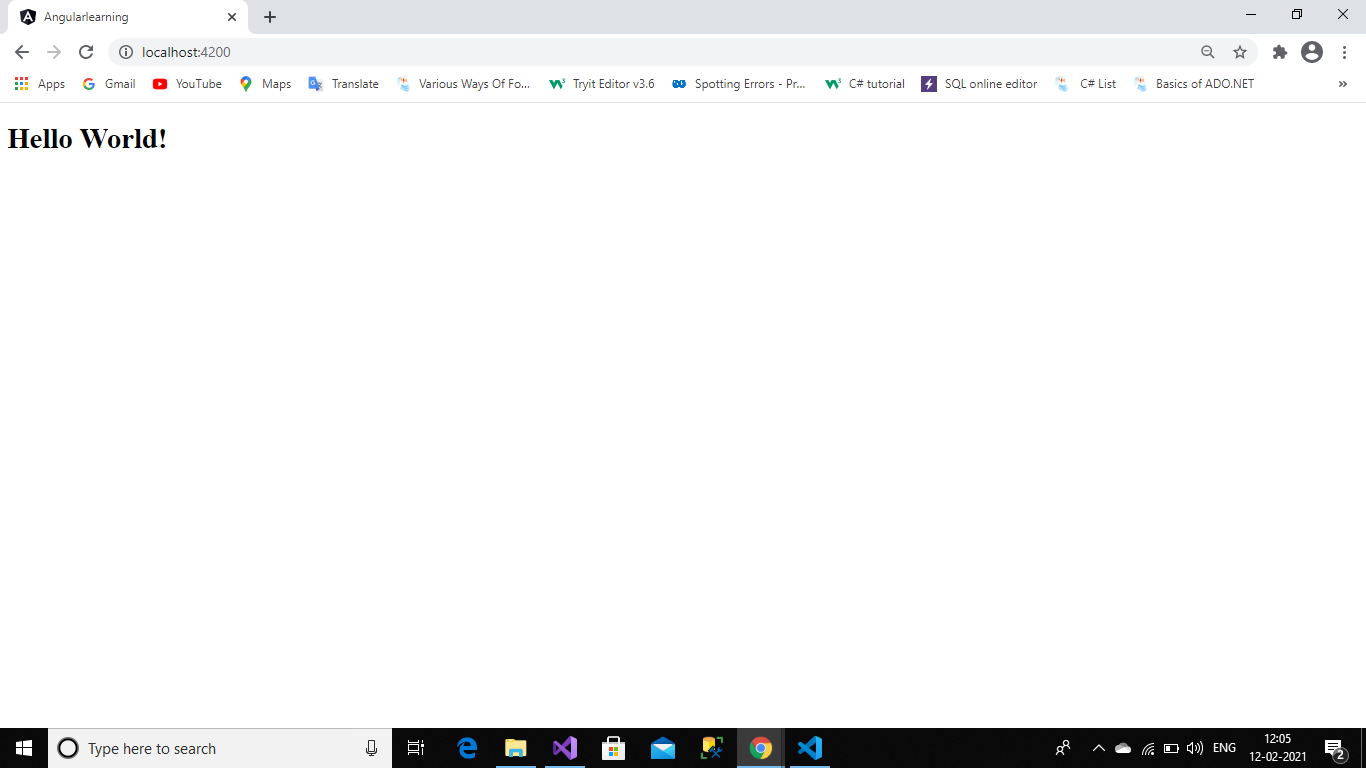 Angularlearning
localhost:4200
Apps Gmail YouTube Maps Translate Various Ways Of Fo... Tryit Editor v3.6 Spotting Errors - Pr... C# tutorial SQL online editor C# List Basics of ADO.NET »
Hello World!
Type here to search ENG 12:05
12-02-2021 2